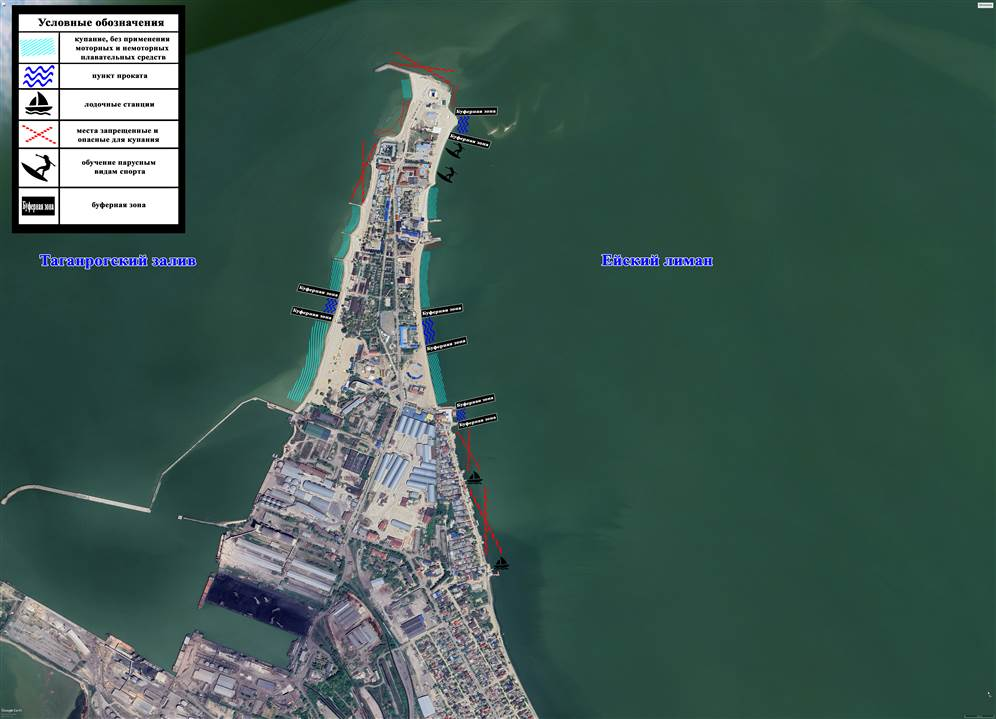 Условные обозначения
купание, без применения
моторных и немоторных
плавательных средств
пункт проката
лодочные станции
места запрещенные и
опасные для купания
обучение парусным
видам спорта
Буферная зона
буферная зона
Буферная зона
Буферная зона
Таганрогский залив
Ейский лиман
Буферная зона
Буферная зона
Буферная зона
Буферная зона
Буферная зона
Буферная зона
Google Earth